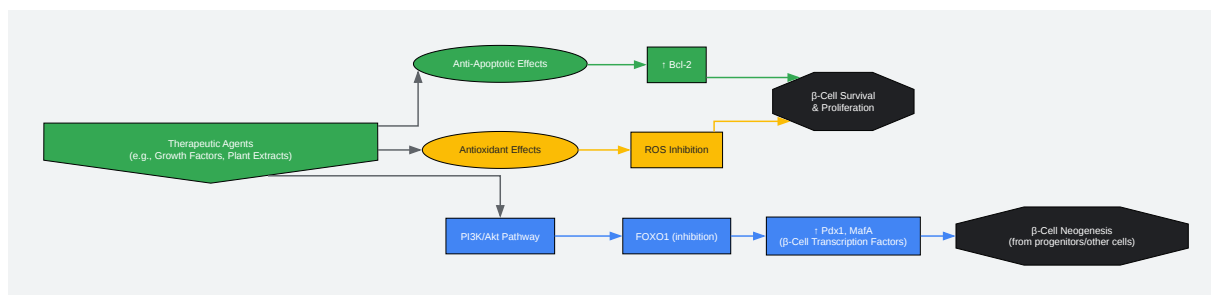 Anti-Apoptotic Effects
↑ Bcl-2
β-Cell Survival
& Proliferation
Therapeutic Agents
(e.g., Growth Factors, Plant Extracts)
Antioxidant Effects
ROS Inhibition
PI3K/Akt Pathway
FOXO1 (inhibition)
↑ Pdx1, MafA
(β-Cell Transcription Factors)
β-Cell Neogenesis
(from progenitors/other cells)